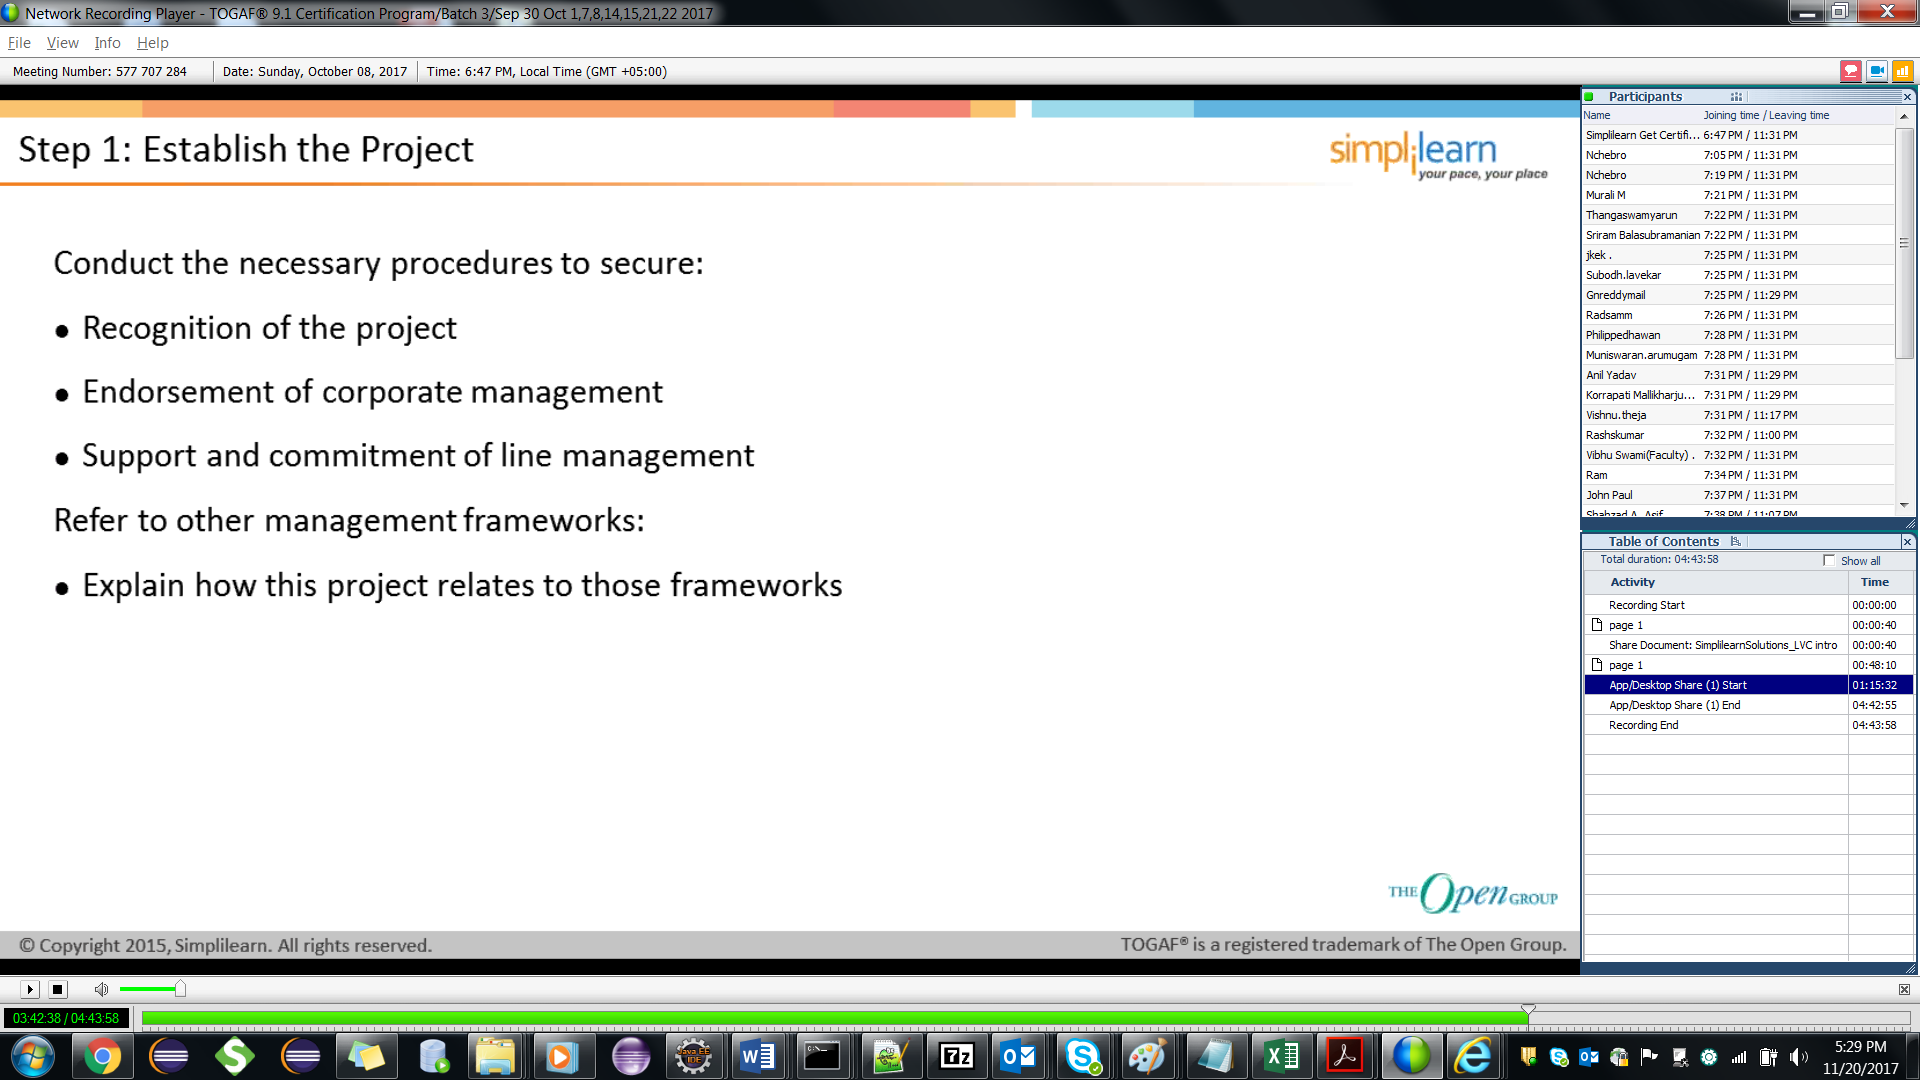 Network Recording Player - TOGAF® 9.1 Certification Program/Batch 3/Sep 30 Oct 1,7,8,14,15,21,22 2017
File View Info Help
Meeting Number: 577 707 284 Date: Sunday, October 08, 2017 Time: 6:47 PM, Local Time (GMT +05:00)
Step 1: Establish the Project
simplilearn
your pace, your place
Conduct the necessary procedures to secure:
● Recognition of the project
● Endorsement of corporate management
● Support and commitment of line management
Refer to other management frameworks:
● Explain how this project relates to those frameworks
THE Open GROUP
© Copyright 2015, Simplilearn. All rights reserved.
TOGAF® is a registered trademark of The Open Group.
Participants
Name Joining time / Leaving time
Simplilearn Get Certifi... 6:47 PM / 11:31 PM
Nchebro 7:05 PM / 11:31 PM
Nchebro 7:19 PM / 11:31 PM
Murali M 7:21 PM / 11:31 PM
Thangaswamyarun 7:22 PM / 11:31 PM
Sriram Balasubramanian 7:22 PM / 11:31 PM
jkek . 7:25 PM / 11:31 PM
Subodh.lavekar 7:25 PM / 11:31 PM
Gnreddymail 7:25 PM / 11:29 PM
Radsamm 7:26 PM / 11:31 PM
Philippedhawan 7:28 PM / 11:31 PM
Muniswaran.arumugam 7:28 PM / 11:31 PM
Anil Yadav 7:31 PM / 11:29 PM
Korrapati Mallikharju... 7:31 PM / 11:29 PM
Vishnu.theja 7:31 PM / 11:17 PM
Rashskumar 7:32 PM / 11:00 PM
Vibhu Swami(Faculty) . 7:32 PM / 11:31 PM
Ram 7:34 PM / 11:31 PM
John Paul 7:37 PM / 11:31 PM
Shahzad A. Asif 7:38 PM / 11:07 PM
Table of Contents
Total duration: 04:43:58 Show all
Activity Time
Recording Start 00:00:00
page 1 00:00:40
Share Document: SimplilearnSolutions_LVC intro 00:00:40
page 1 00:48:10
App/Desktop Share (1) Start 01:15:32
App/Desktop Share (1) End 04:42:55
Recording End 04:43:58
03:42:38 / 04:43:58
Java EE
IDE
7z
5:29 PM
11/20/2017